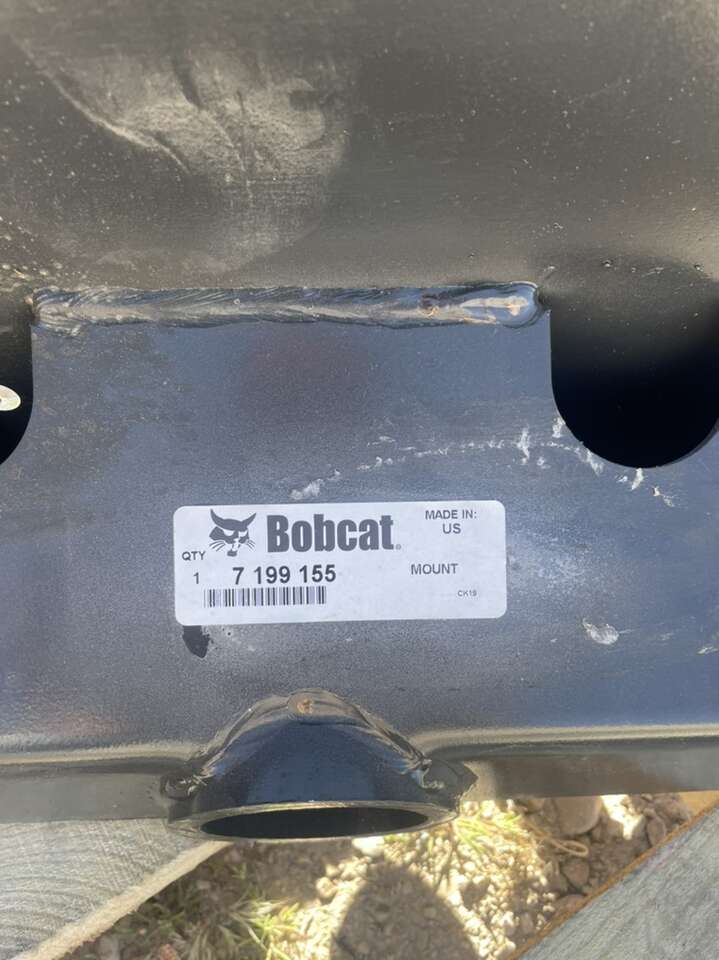 Bobcat®
MADE IN:
US
QTY
1 7 199 155 MOUNT
CK19